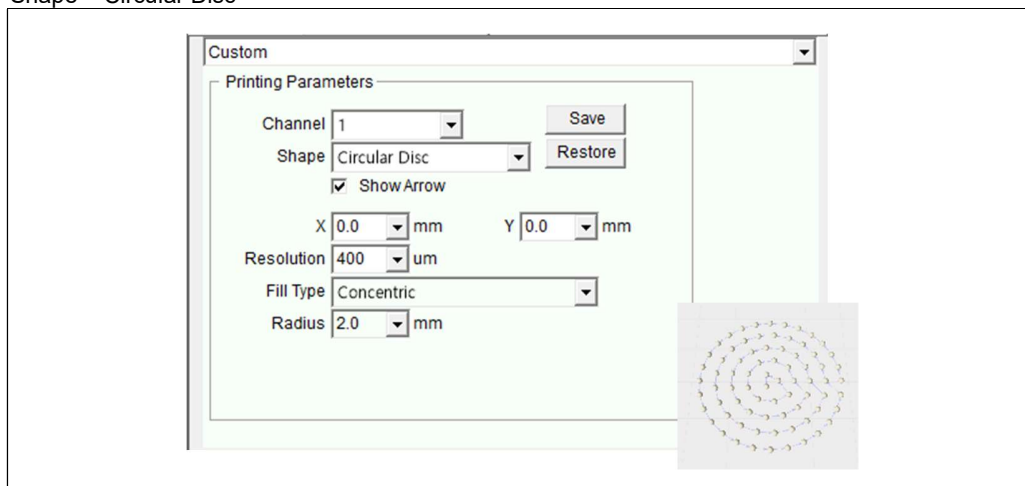 Shape – Circular Disc
Custom
Printing Parameters
Channel 1 Save
Shape Circular Disc Restore
Show Arrow
X 0.0 mm Y 0.0 mm
Resolution 400 um
Fill Type Concentric
Radius 2.0 mm